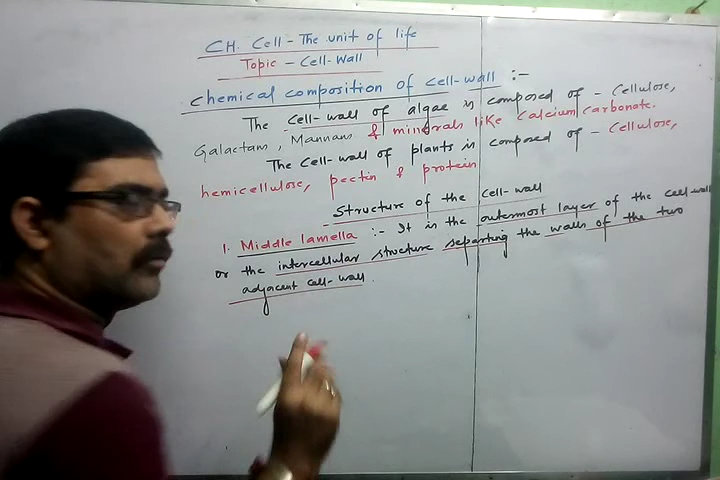 CH. Cell - The unit of life
Topic - Cell-Wall
Chemical composition of cell-wall :-
The cell-wall of algae is composed of - Cellulose,
Galactans, Mannans & minerals like Calcium Carbonate.
The Cell-wall of plants is composed of - Cellulose,
hemicellulose, pectin & protein
Structure of the Cell-wall
1. Middle lamella :- It is the outermost layer of the cell-wall
or the intercellular structure separting the walls of the two
adjacent cell-wall.